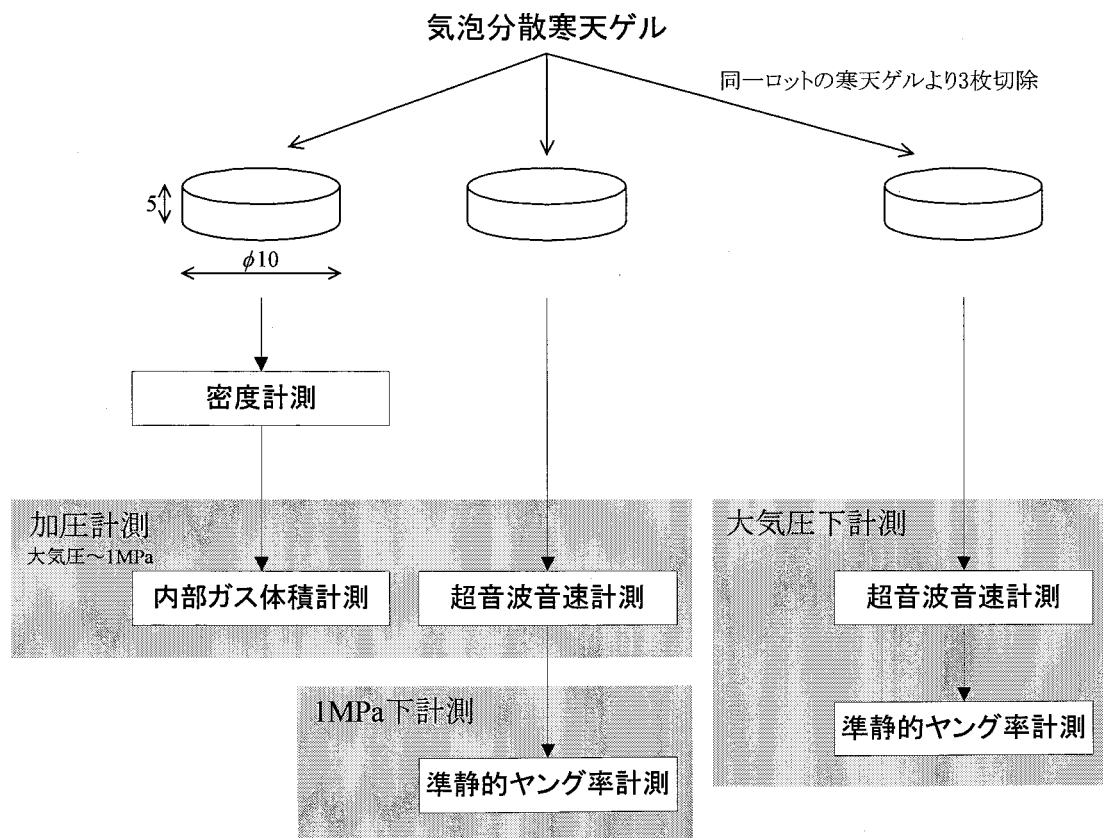 気泡分散寒天ゲル
同一ロットの寒天ゲルより3枚切除
5
φ10
密度計測
加圧計測
大気圧～1MPa
内部ガス体積計測
超音波音速計測
1MPa下計測
準静的ヤング率計測
大気圧下計測
超音波音速計測
準静的ヤング率計測